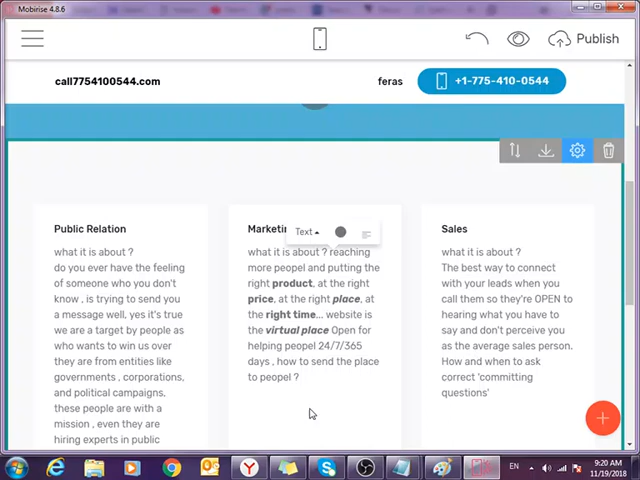 Mobirise 4.8.6
Publish
call7754100544.com
feras
+1-775-410-0544
Public Relation
what it is about ?
do you ever have the feeling
of someone who you don't
know , is trying to send you
a message well, yes it's true
we are a target by people as
who wants to win us over
they are from entities like
governments , corporations,
and political campaigns,
these people are with a
mission , even they are
hiring experts in public
Text
what it is about ? reaching
more peopel and putting the
right product, at the right
price, at the right place, at
the right time... website is
the virtual place Open for
helping peopel 24/7/365
days , how to send the place
to peopel ?
Sales
what it is about ?
The best way to connect
with your leads when you
call them so they're OPEN to
hearing what you have to
say and don't perceive you
as the average sales person.
How and when to ask
correct 'committing
questions'
EN
9:20 AM
11/19/2018